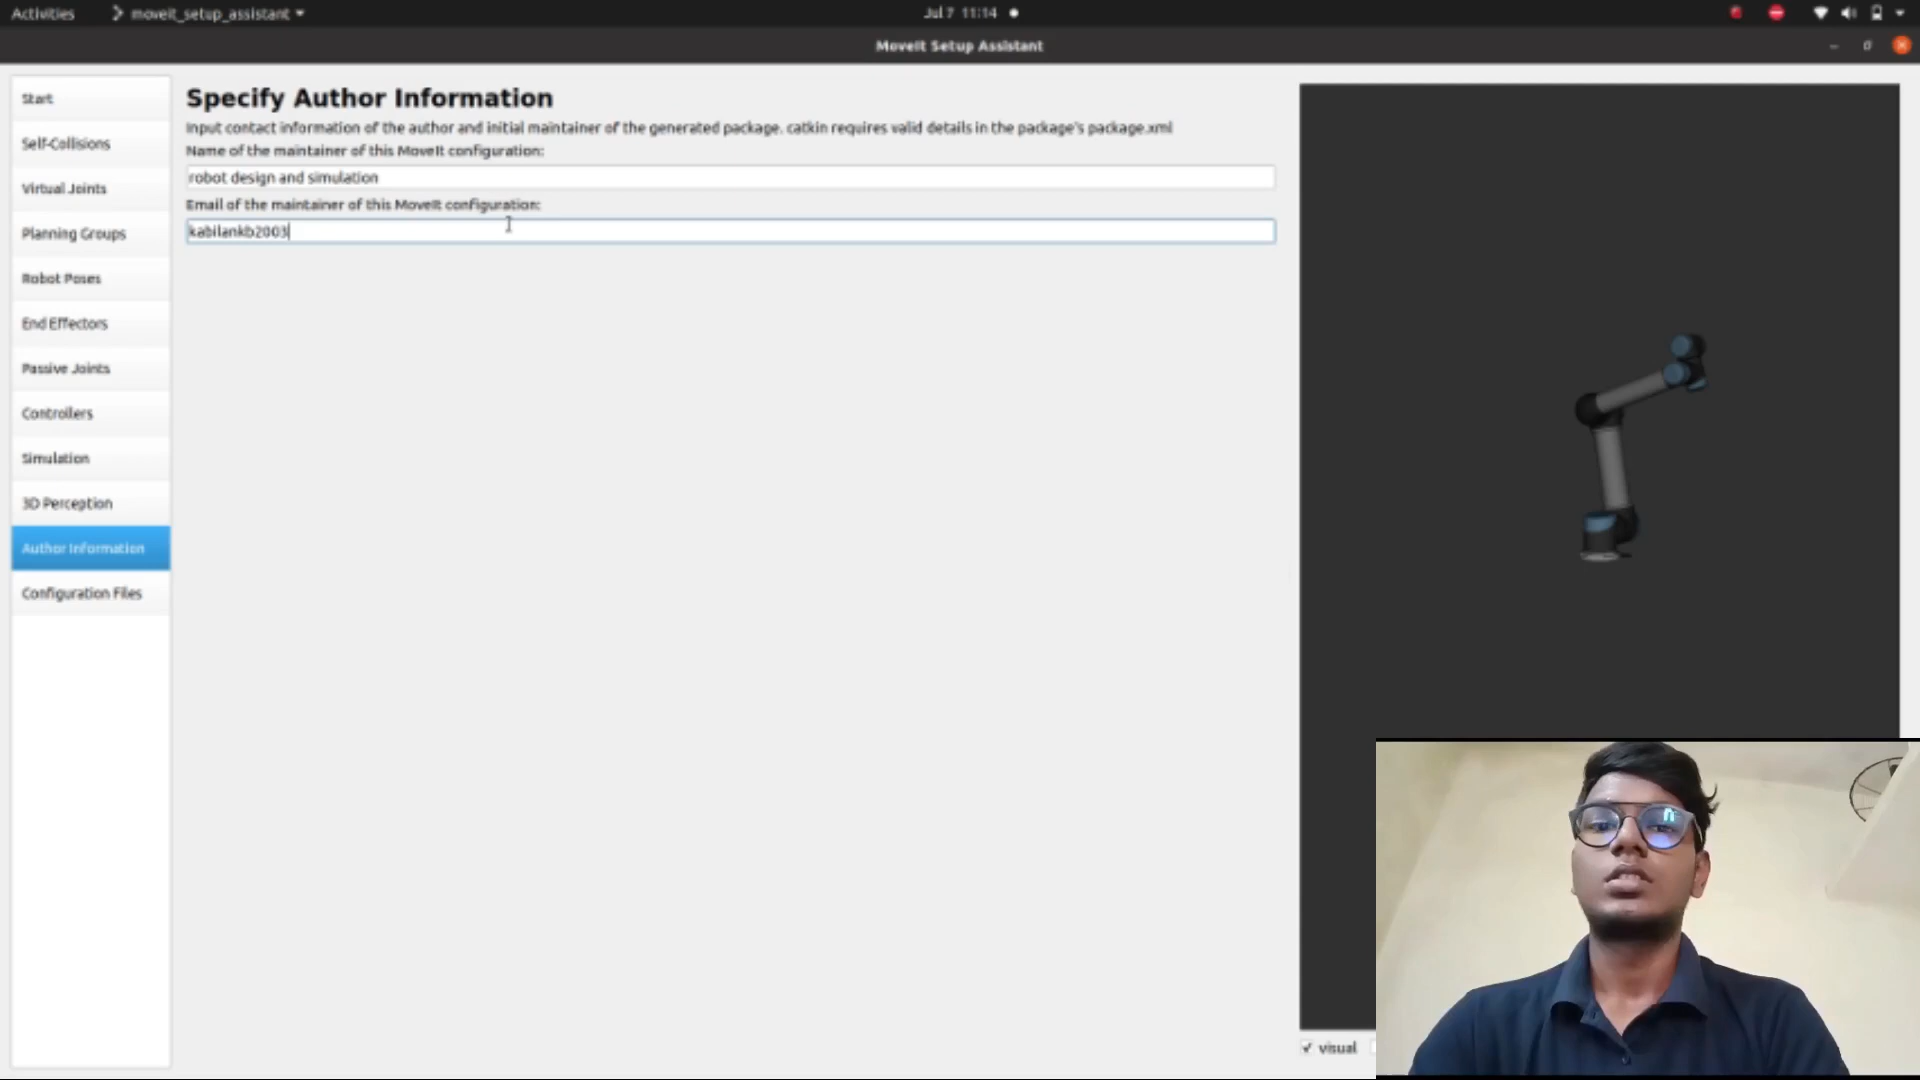 Activities
moveit_setup_assistant
Jul 7 11:14
MoveIt Setup Assistant
Start
Self-Collisions
Virtual Joints
Planning Groups
Robot Poses
End Effectors
Passive Joints
Controllers
Simulation
3D Perception
Author Information
Configuration Files
Specify Author Information
Input contact information of the author and initial maintainer of the generated package. catkin requires valid details in the package's package.xml
Name of the maintainer of this MoveIt configuration:
robot design and simulation
Email of the maintainer of this MoveIt configuration:
kabilankb2003
visual